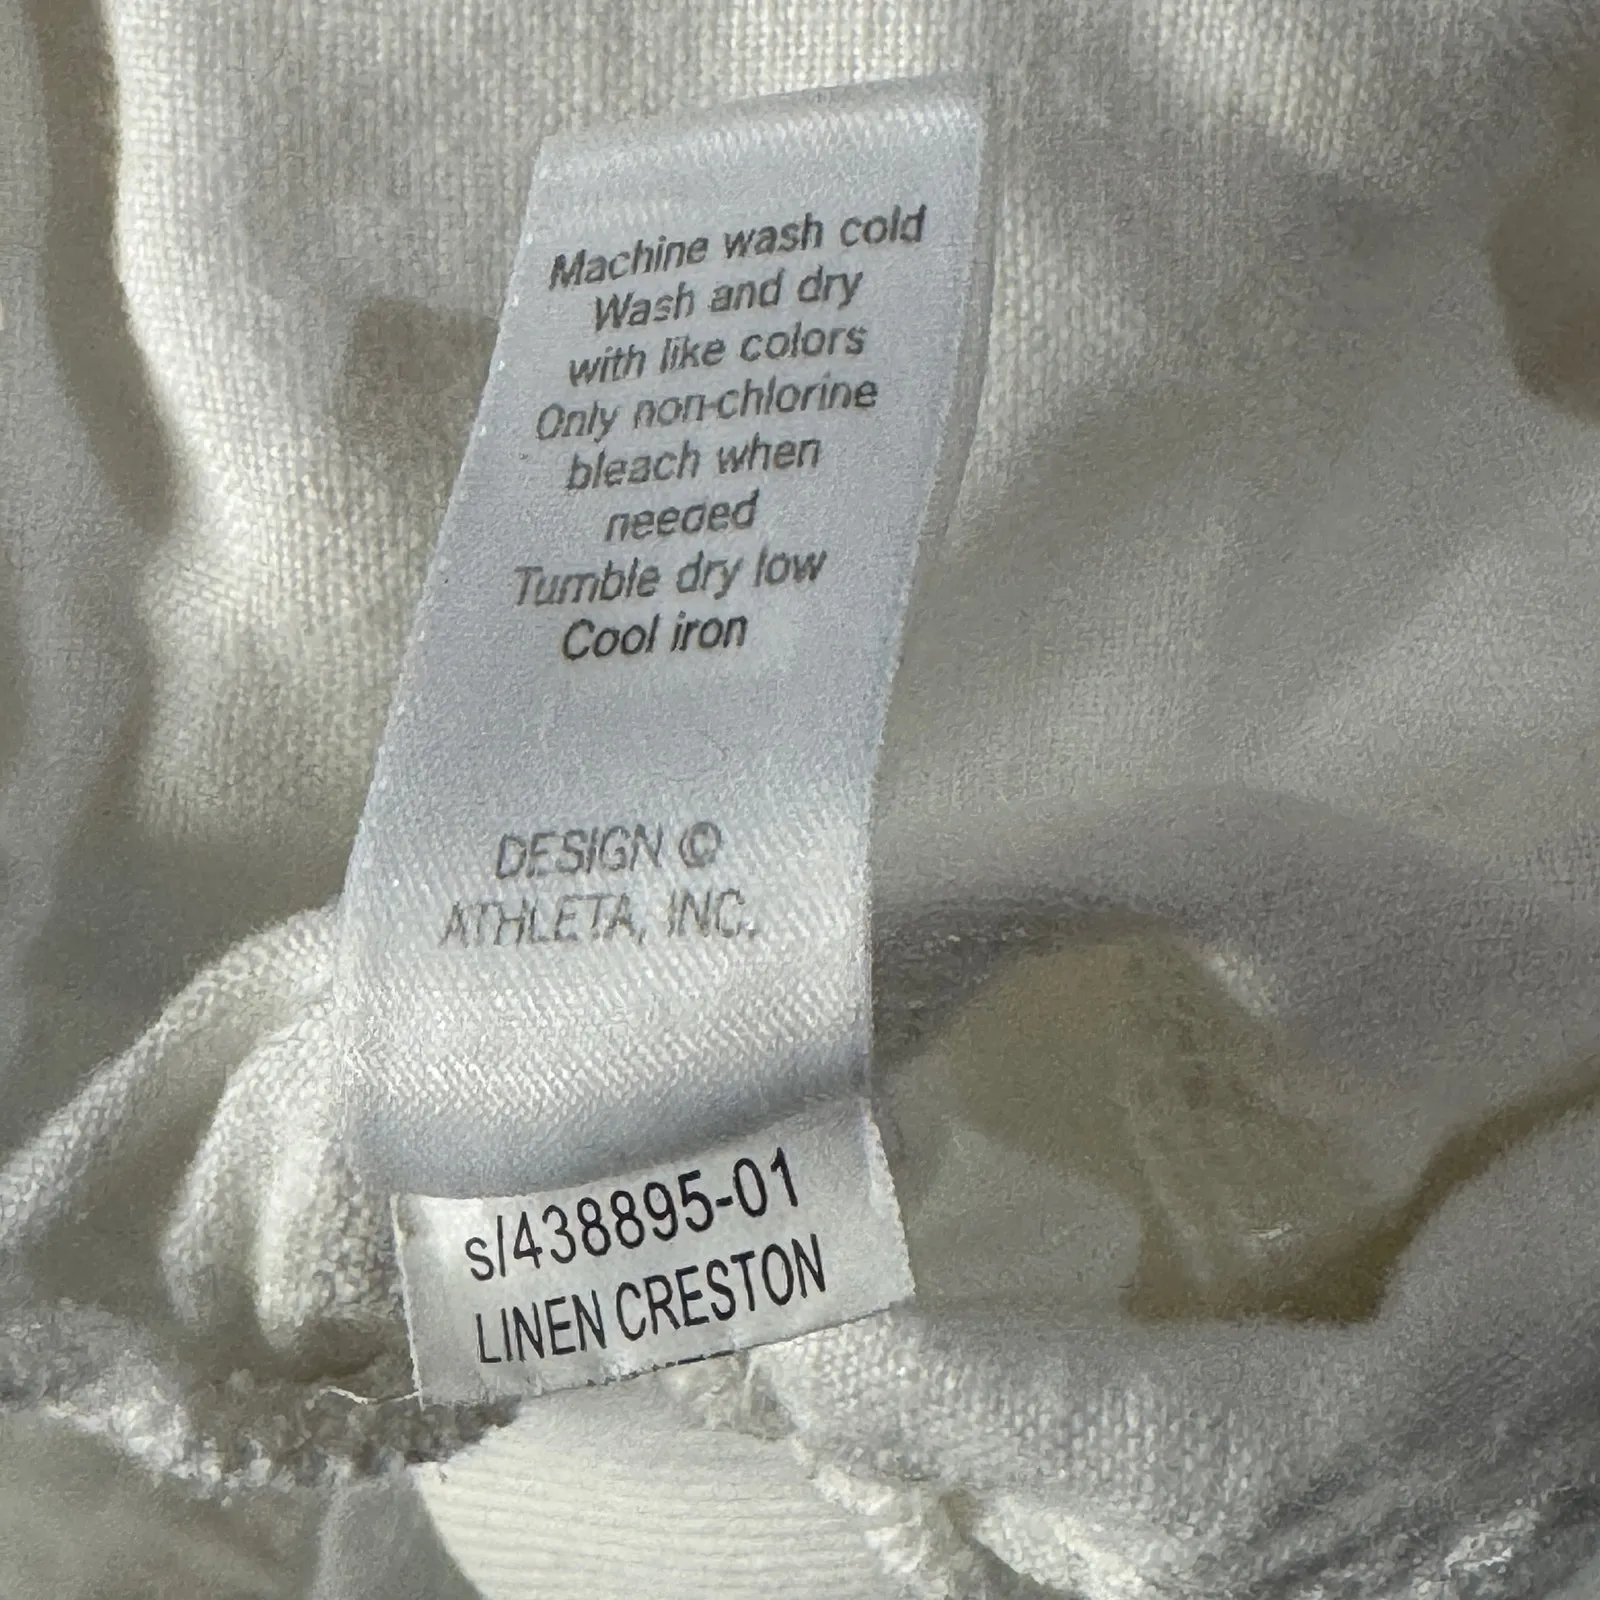 Machine wash cold
Wash and dry
with like colors
Only non-chlorine
bleach when
needed
Tumble dry low
Cool iron
DESIGN ©
ATHLETA, INC.
s/438895-01
LINEN CRESTON